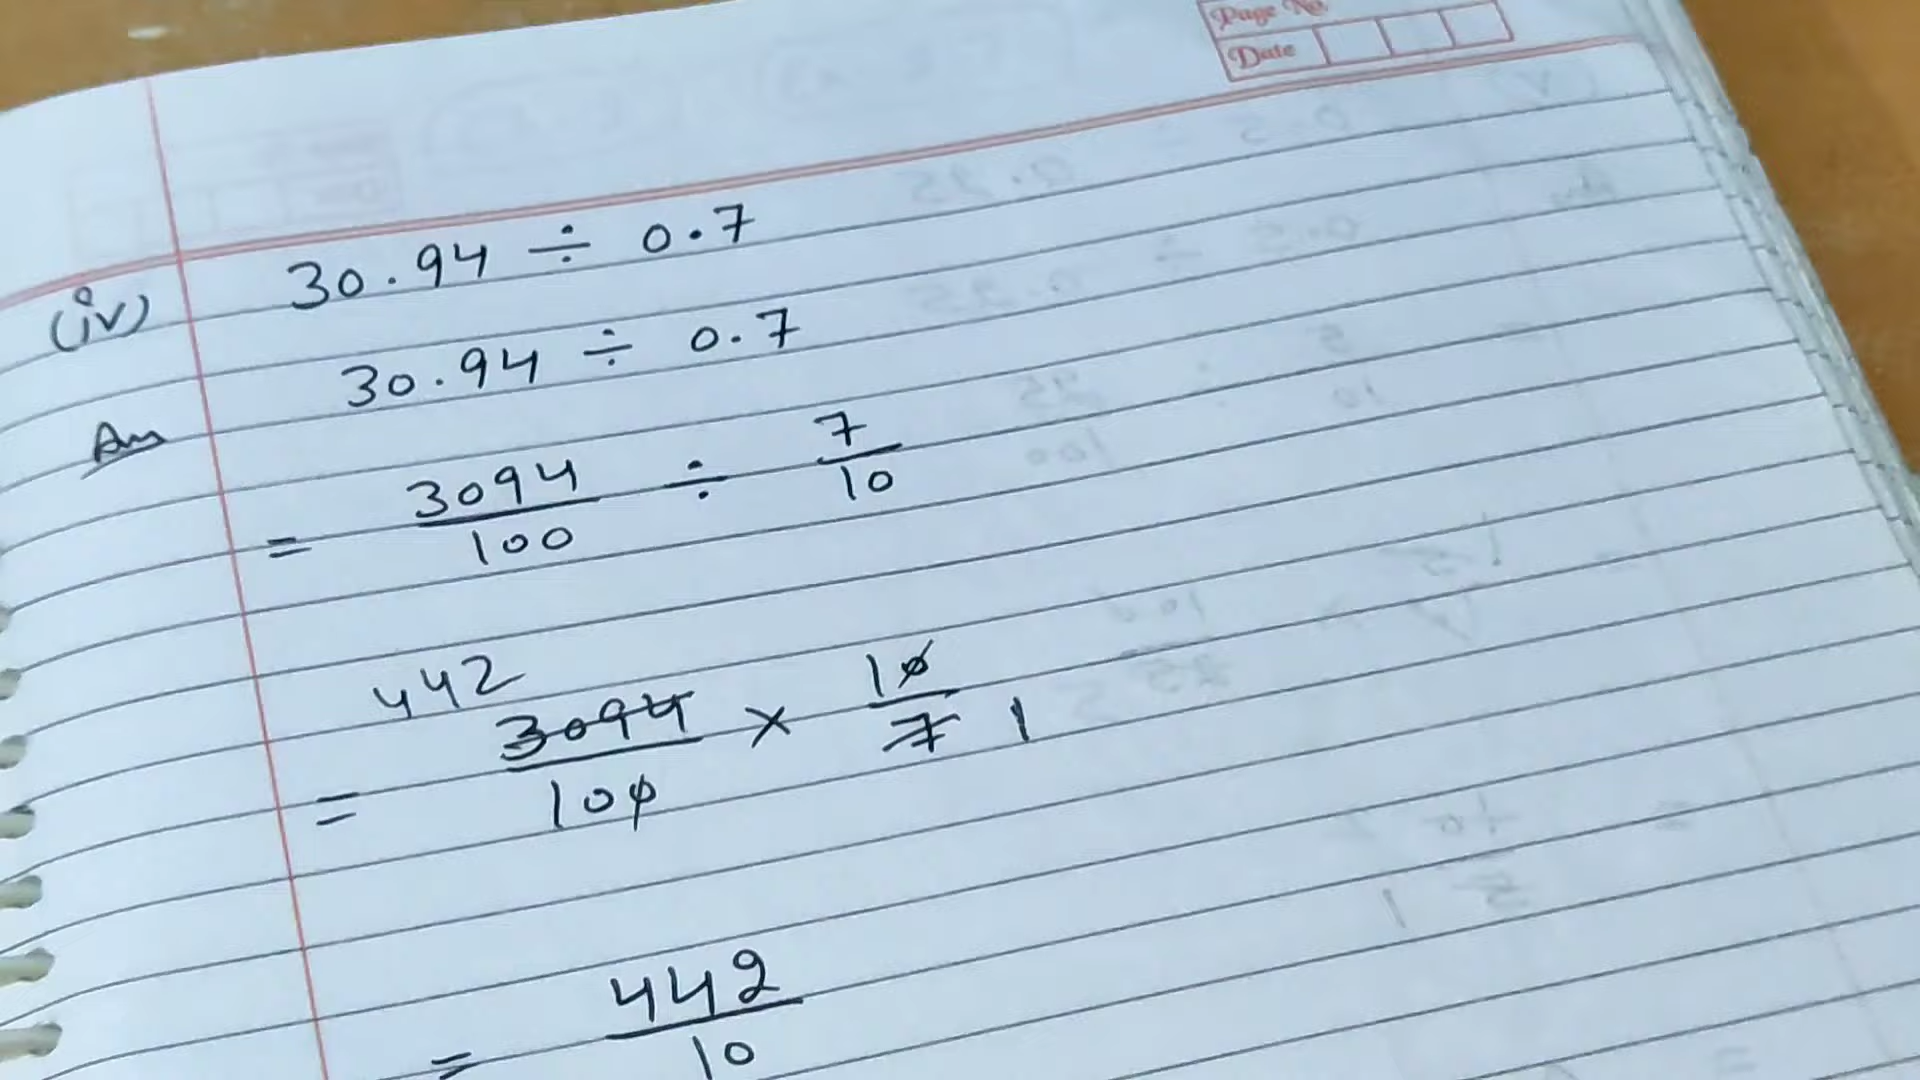 Page No.
Date
(iv) 30.94 ÷ 0.7
Ans 30.94 ÷ 0.7
= 3094/100 ÷ 7/10
442
= 3094/100 × 10/7 1
= 442/10